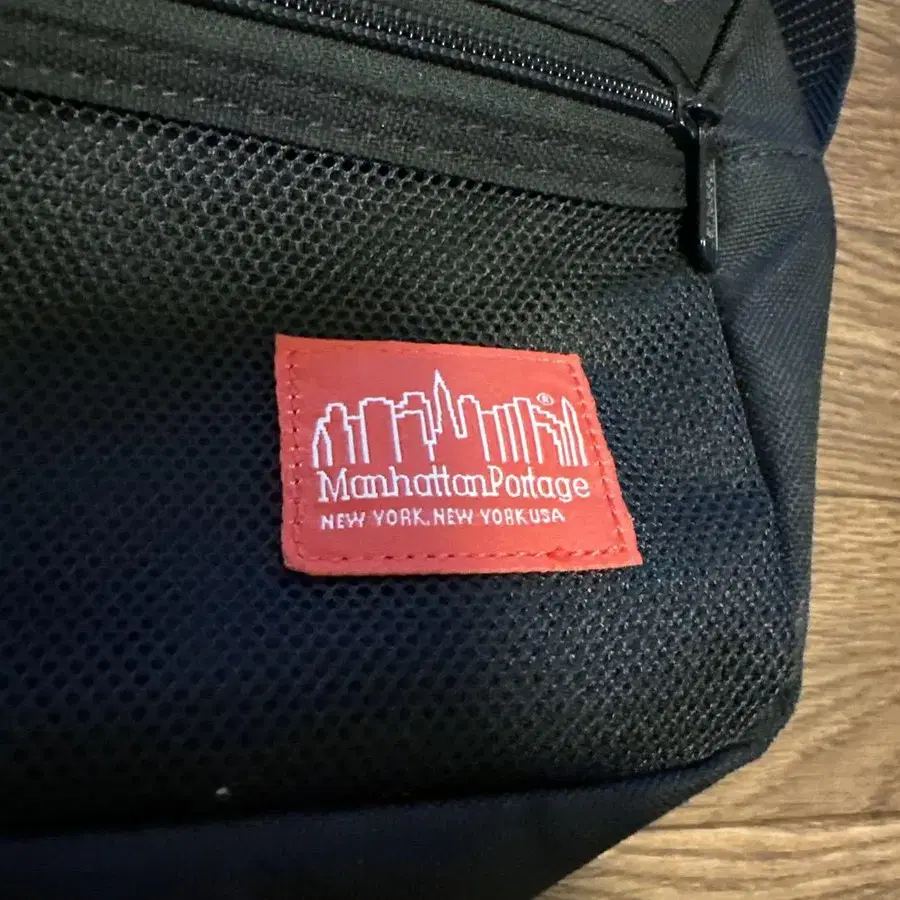 ®
ManhattanPortage
NEW YORK, NEW YORK USA